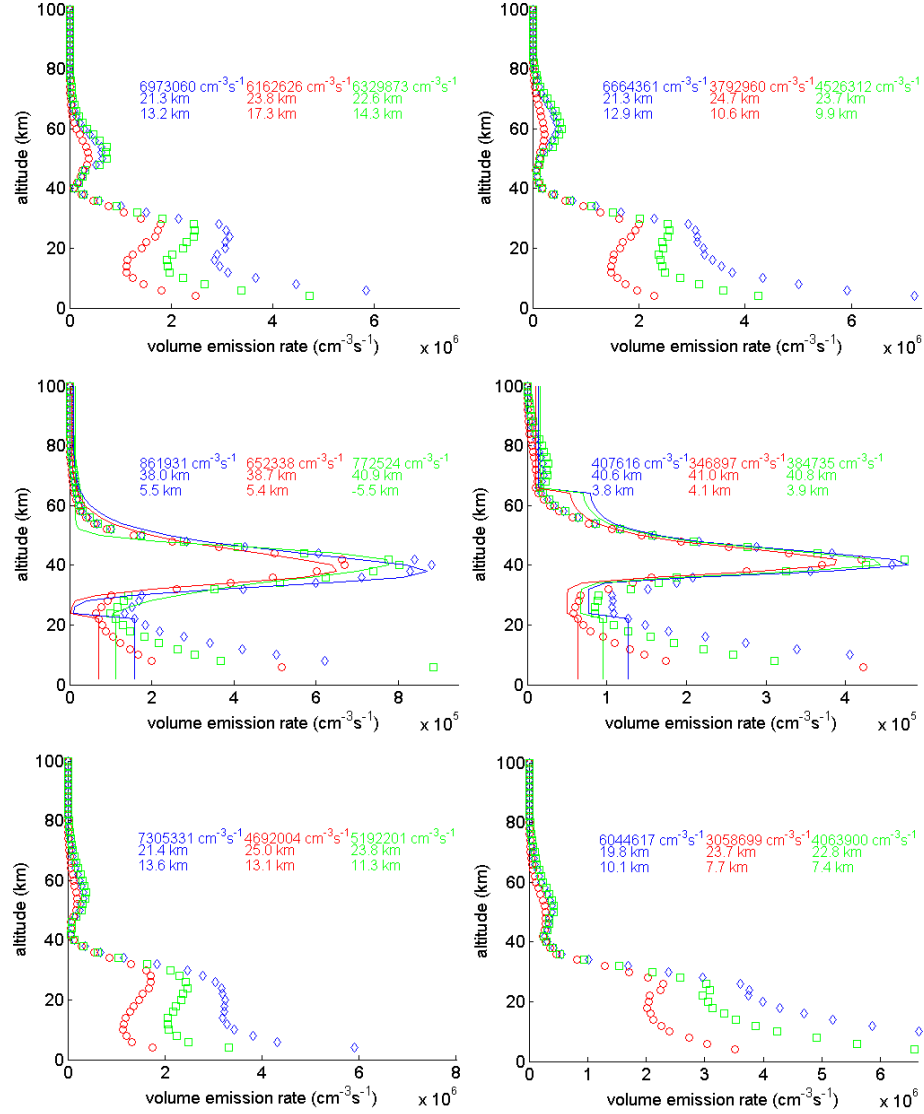 100
80
60
40
20
0
altitude (km)
6973060 cm⁻³s⁻¹ 6162626 cm⁻³s⁻¹ 6329873 cm⁻³s⁻¹
21.3 km 23.8 km 22.6 km
13.2 km 17.3 km 14.3 km
0 2 4 6
volume emission rate (cm⁻³s⁻¹) x 10⁶
100
80
60
40
20
0
altitude (km)
6664361 cm⁻³s⁻¹ 3792960 cm⁻³s⁻¹ 4526312 cm⁻³s⁻¹
21.3 km 24.7 km 23.7 km
12.9 km 10.6 km 9.9 km
0 2 4 6
volume emission rate (cm⁻³s⁻¹) x 10⁶
100
80
60
40
20
0
altitude (km)
861931 cm⁻³s⁻¹ 652338 cm⁻³s⁻¹ 772524 cm⁻³s⁻¹
38.0 km 38.7 km 40.9 km
5.5 km 5.4 km -5.5 km
0 2 4 6 8
volume emission rate (cm⁻³s⁻¹) x 10⁵
100
80
60
40
20
0
altitude (km)
407616 cm⁻³s⁻¹ 346897 cm⁻³s⁻¹ 384735 cm⁻³s⁻¹
40.6 km 41.0 km 40.8 km
3.8 km 4.1 km 3.9 km
0 1 2 3 4
volume emission rate (cm⁻³s⁻¹) x 10⁵
100
80
60
40
20
0
altitude (km)
7305331 cm⁻³s⁻¹ 4692004 cm⁻³s⁻¹ 5192201 cm⁻³s⁻¹
21.4 km 25.0 km 23.8 km
13.6 km 13.1 km 11.3 km
0 2 4 6 8
volume emission rate (cm⁻³s⁻¹) x 10⁶
100
80
60
40
20
0
altitude (km)
6044617 cm⁻³s⁻¹ 3058699 cm⁻³s⁻¹ 4063900 cm⁻³s⁻¹
19.8 km 23.7 km 22.8 km
10.1 km 7.7 km 7.4 km
0 1 2 3 4 5 6
volume emission rate (cm⁻³s⁻¹) x 10⁶